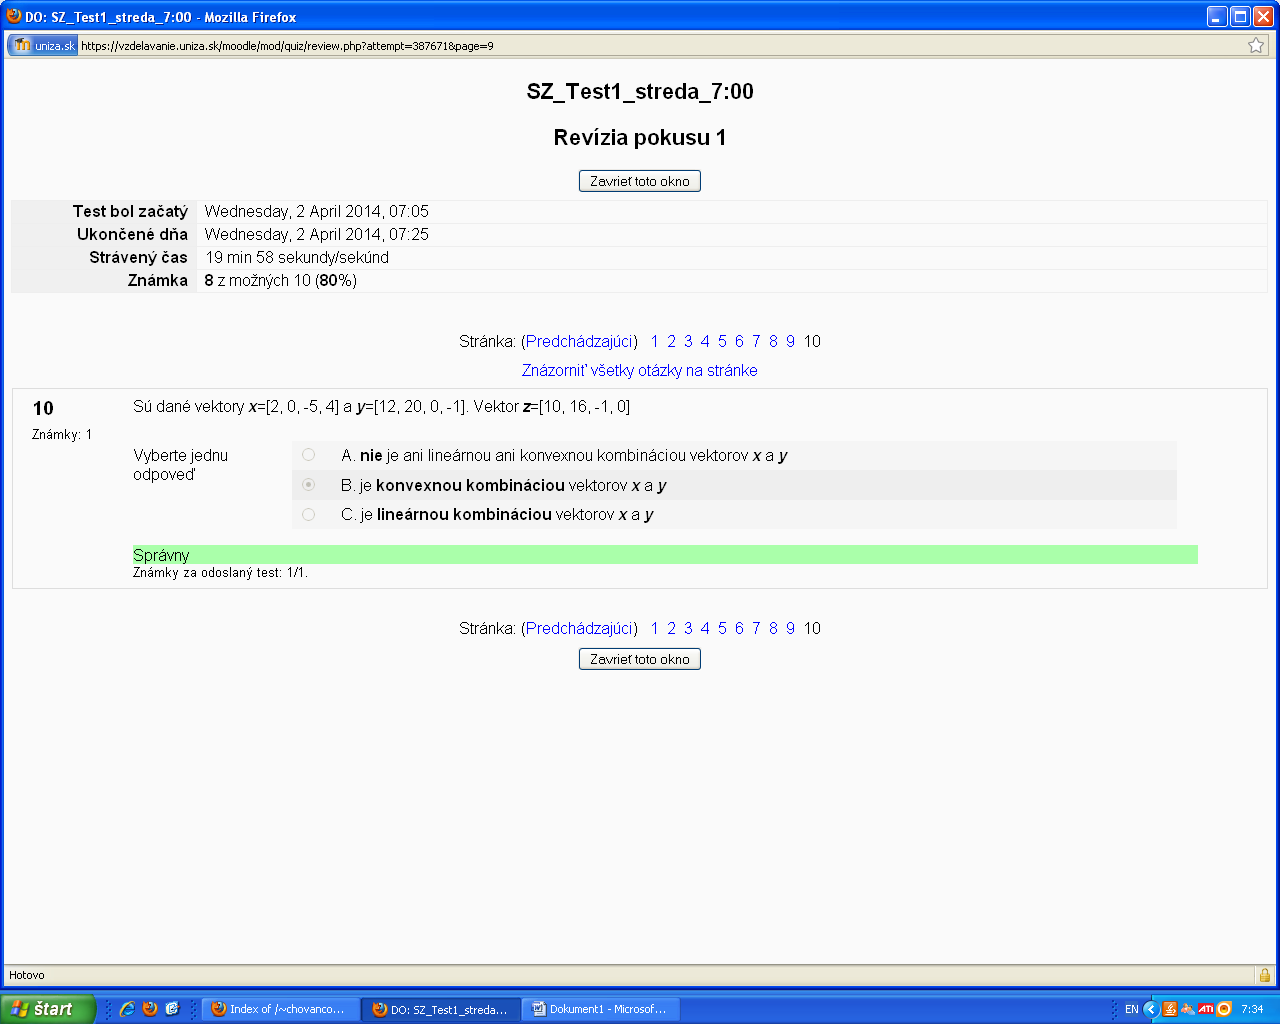 DO: SZ_Test1_streda_7:00 - Mozilla Firefox
uniza.sk https://vzdelavanie.uniza.sk/moodle/mod/quiz/review.php?attempt=387671&page=9
SZ_Test1_streda_7:00
Revízia pokusu 1
Zavrieť toto okno
Test bol začatý Wednesday, 2 April 2014, 07:05
Ukončené dňa Wednesday, 2 April 2014, 07:25
Strávený čas 19 min 58 sekundy/sekúnd
Známka 8 z možných 10 (80%)
Stránka: (Predchádzajúci) 1 2 3 4 5 6 7 8 9 10
Znázorniť všetky otázky na stránke
10 Sú dané vektory x=[2, 0, -5, 4] a y=[12, 20, 0, -1]. Vektor z=[10, 16, -1, 0]
Známky: 1
Vyberte jednu odpoveď
A. nie je ani lineárnou ani konvexnou kombináciou vektorov x a y
B. je konvexnou kombináciou vektorov x a y
C. je lineárnou kombináciou vektorov x a y
Správny
Známky za odoslaný test: 1/1.
Stránka: (Predchádzajúci) 1 2 3 4 5 6 7 8 9 10
Zavrieť toto okno
Hotovo
štart Index of /~chovanco... DO: SZ_Test1_streda... Dokument1 - Microsof... EN ATI 7:34